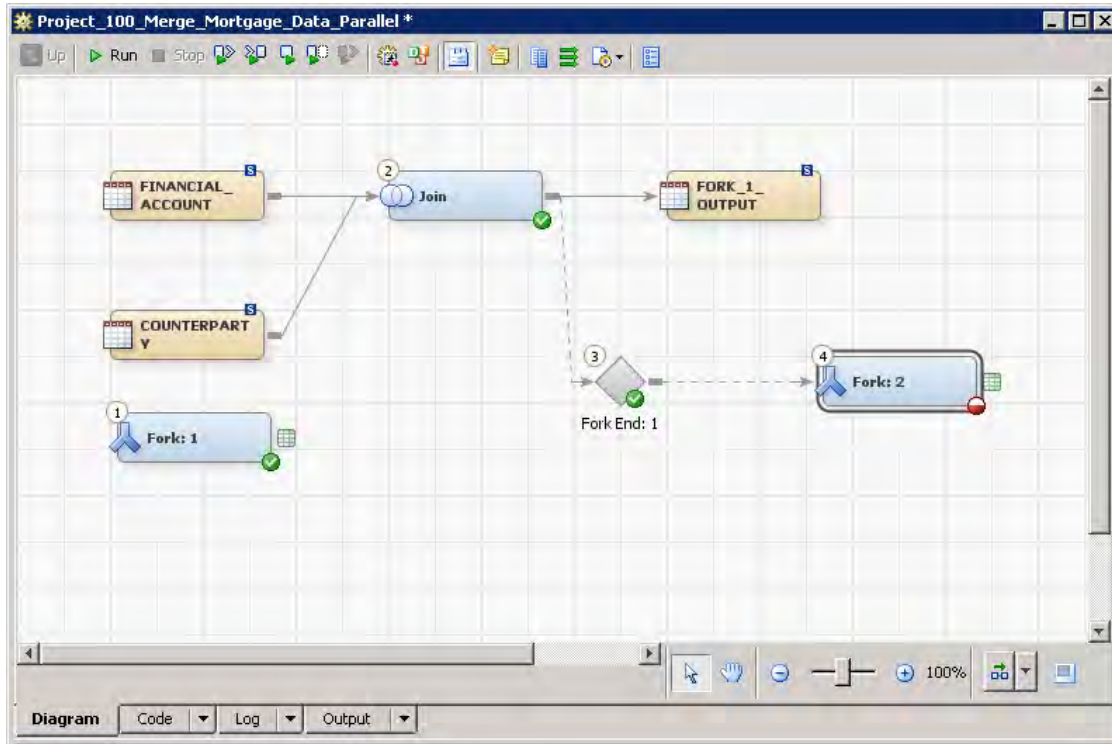 Project_100_Merge_Mortgage_Data_Parallel *
Up Run Stop
S
FINANCIAL_
ACCOUNT
2
Join
S
FORK_1_
OUTPUT
S
COUNTERPART
Y
1
Fork: 1
3
Fork End: 1
4
Fork: 2
100%
Diagram Code Log Output